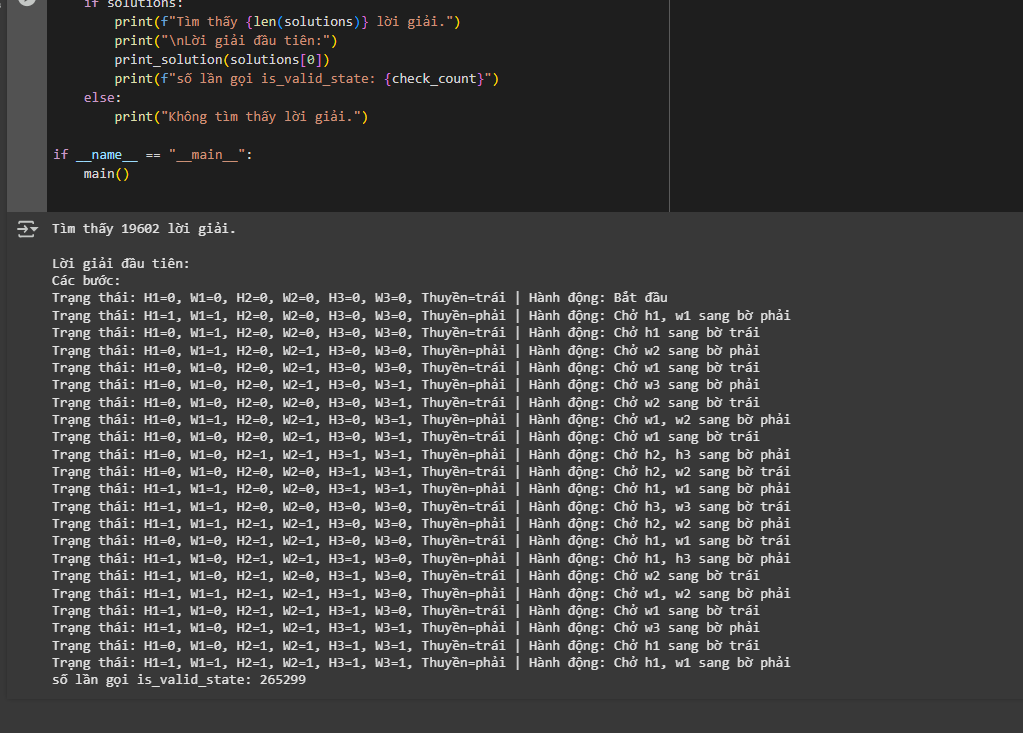 if solutions:
print(f"Tìm thấy {len(solutions)} lời giải.")
print("\nLời giải đầu tiên:")
print_solution(solutions[0])
print(f"số lần gọi is_valid_state: {check_count}")
else:
print("Không tìm thấy lời giải.")
if __name__ == "__main__":
main()
Tìm thấy 19602 lời giải.
Lời giải đầu tiên:
Các bước:
Trạng thái: H1=0, W1=0, H2=0, W2=0, H3=0, W3=0, Thuyền=trái | Hành động: Bắt đầu
Trạng thái: H1=1, W1=1, H2=0, W2=0, H3=0, W3=0, Thuyền=phải | Hành động: Chở h1, w1 sang bờ phải
Trạng thái: H1=0, W1=1, H2=0, W2=0, H3=0, W3=0, Thuyền=trái | Hành động: Chở h1 sang bờ trái
Trạng thái: H1=0, W1=1, H2=0, W2=1, H3=0, W3=0, Thuyền=phải | Hành động: Chở w2 sang bờ phải
Trạng thái: H1=0, W1=0, H2=0, W2=1, H3=0, W3=0, Thuyền=trái | Hành động: Chở w1 sang bờ trái
Trạng thái: H1=0, W1=0, H2=0, W2=1, H3=0, W3=1, Thuyền=phải | Hành động: Chở w3 sang bờ phải
Trạng thái: H1=0, W1=0, H2=0, W2=0, H3=0, W3=1, Thuyền=trái | Hành động: Chở w2 sang bờ trái
Trạng thái: H1=0, W1=1, H2=0, W2=1, H3=0, W3=1, Thuyền=phải | Hành động: Chở w1, w2 sang bờ phải
Trạng thái: H1=0, W1=0, H2=0, W2=1, H3=0, W3=1, Thuyền=trái | Hành động: Chở w1 sang bờ trái
Trạng thái: H1=0, W1=0, H2=1, W2=1, H3=1, W3=1, Thuyền=phải | Hành động: Chở h2, h3 sang bờ phải
Trạng thái: H1=0, W1=0, H2=0, W2=0, H3=1, W3=1, Thuyền=trái | Hành động: Chở h2, w2 sang bờ trái
Trạng thái: H1=1, W1=1, H2=0, W2=0, H3=1, W3=1, Thuyền=phải | Hành động: Chở h1, w1 sang bờ phải
Trạng thái: H1=1, W1=1, H2=0, W2=0, H3=0, W3=0, Thuyền=trái | Hành động: Chở h3, w3 sang bờ trái
Trạng thái: H1=1, W1=1, H2=1, W2=1, H3=0, W3=0, Thuyền=phải | Hành động: Chở h2, w2 sang bờ phải
Trạng thái: H1=0, W1=0, H2=1, W2=1, H3=0, W3=0, Thuyền=trái | Hành động: Chở h1, w1 sang bờ trái
Trạng thái: H1=1, W1=0, H2=1, W2=1, H3=1, W3=0, Thuyền=phải | Hành động: Chở h1, h3 sang bờ phải
Trạng thái: H1=1, W1=0, H2=1, W2=0, H3=1, W3=0, Thuyền=trái | Hành động: Chở w2 sang bờ trái
Trạng thái: H1=1, W1=1, H2=1, W2=1, H3=1, W3=0, Thuyền=phải | Hành động: Chở w1, w2 sang bờ phải
Trạng thái: H1=1, W1=0, H2=1, W2=1, H3=1, W3=0, Thuyền=trái | Hành động: Chở w1 sang bờ trái
Trạng thái: H1=1, W1=0, H2=1, W2=1, H3=1, W3=1, Thuyền=phải | Hành động: Chở w3 sang bờ phải
Trạng thái: H1=0, W1=0, H2=1, W2=1, H3=1, W3=1, Thuyền=trái | Hành động: Chở h1 sang bờ trái
Trạng thái: H1=1, W1=1, H2=1, W2=1, H3=1, W3=1, Thuyền=phải | Hành động: Chở h1, w1 sang bờ phải
số lần gọi is_valid_state: 265299